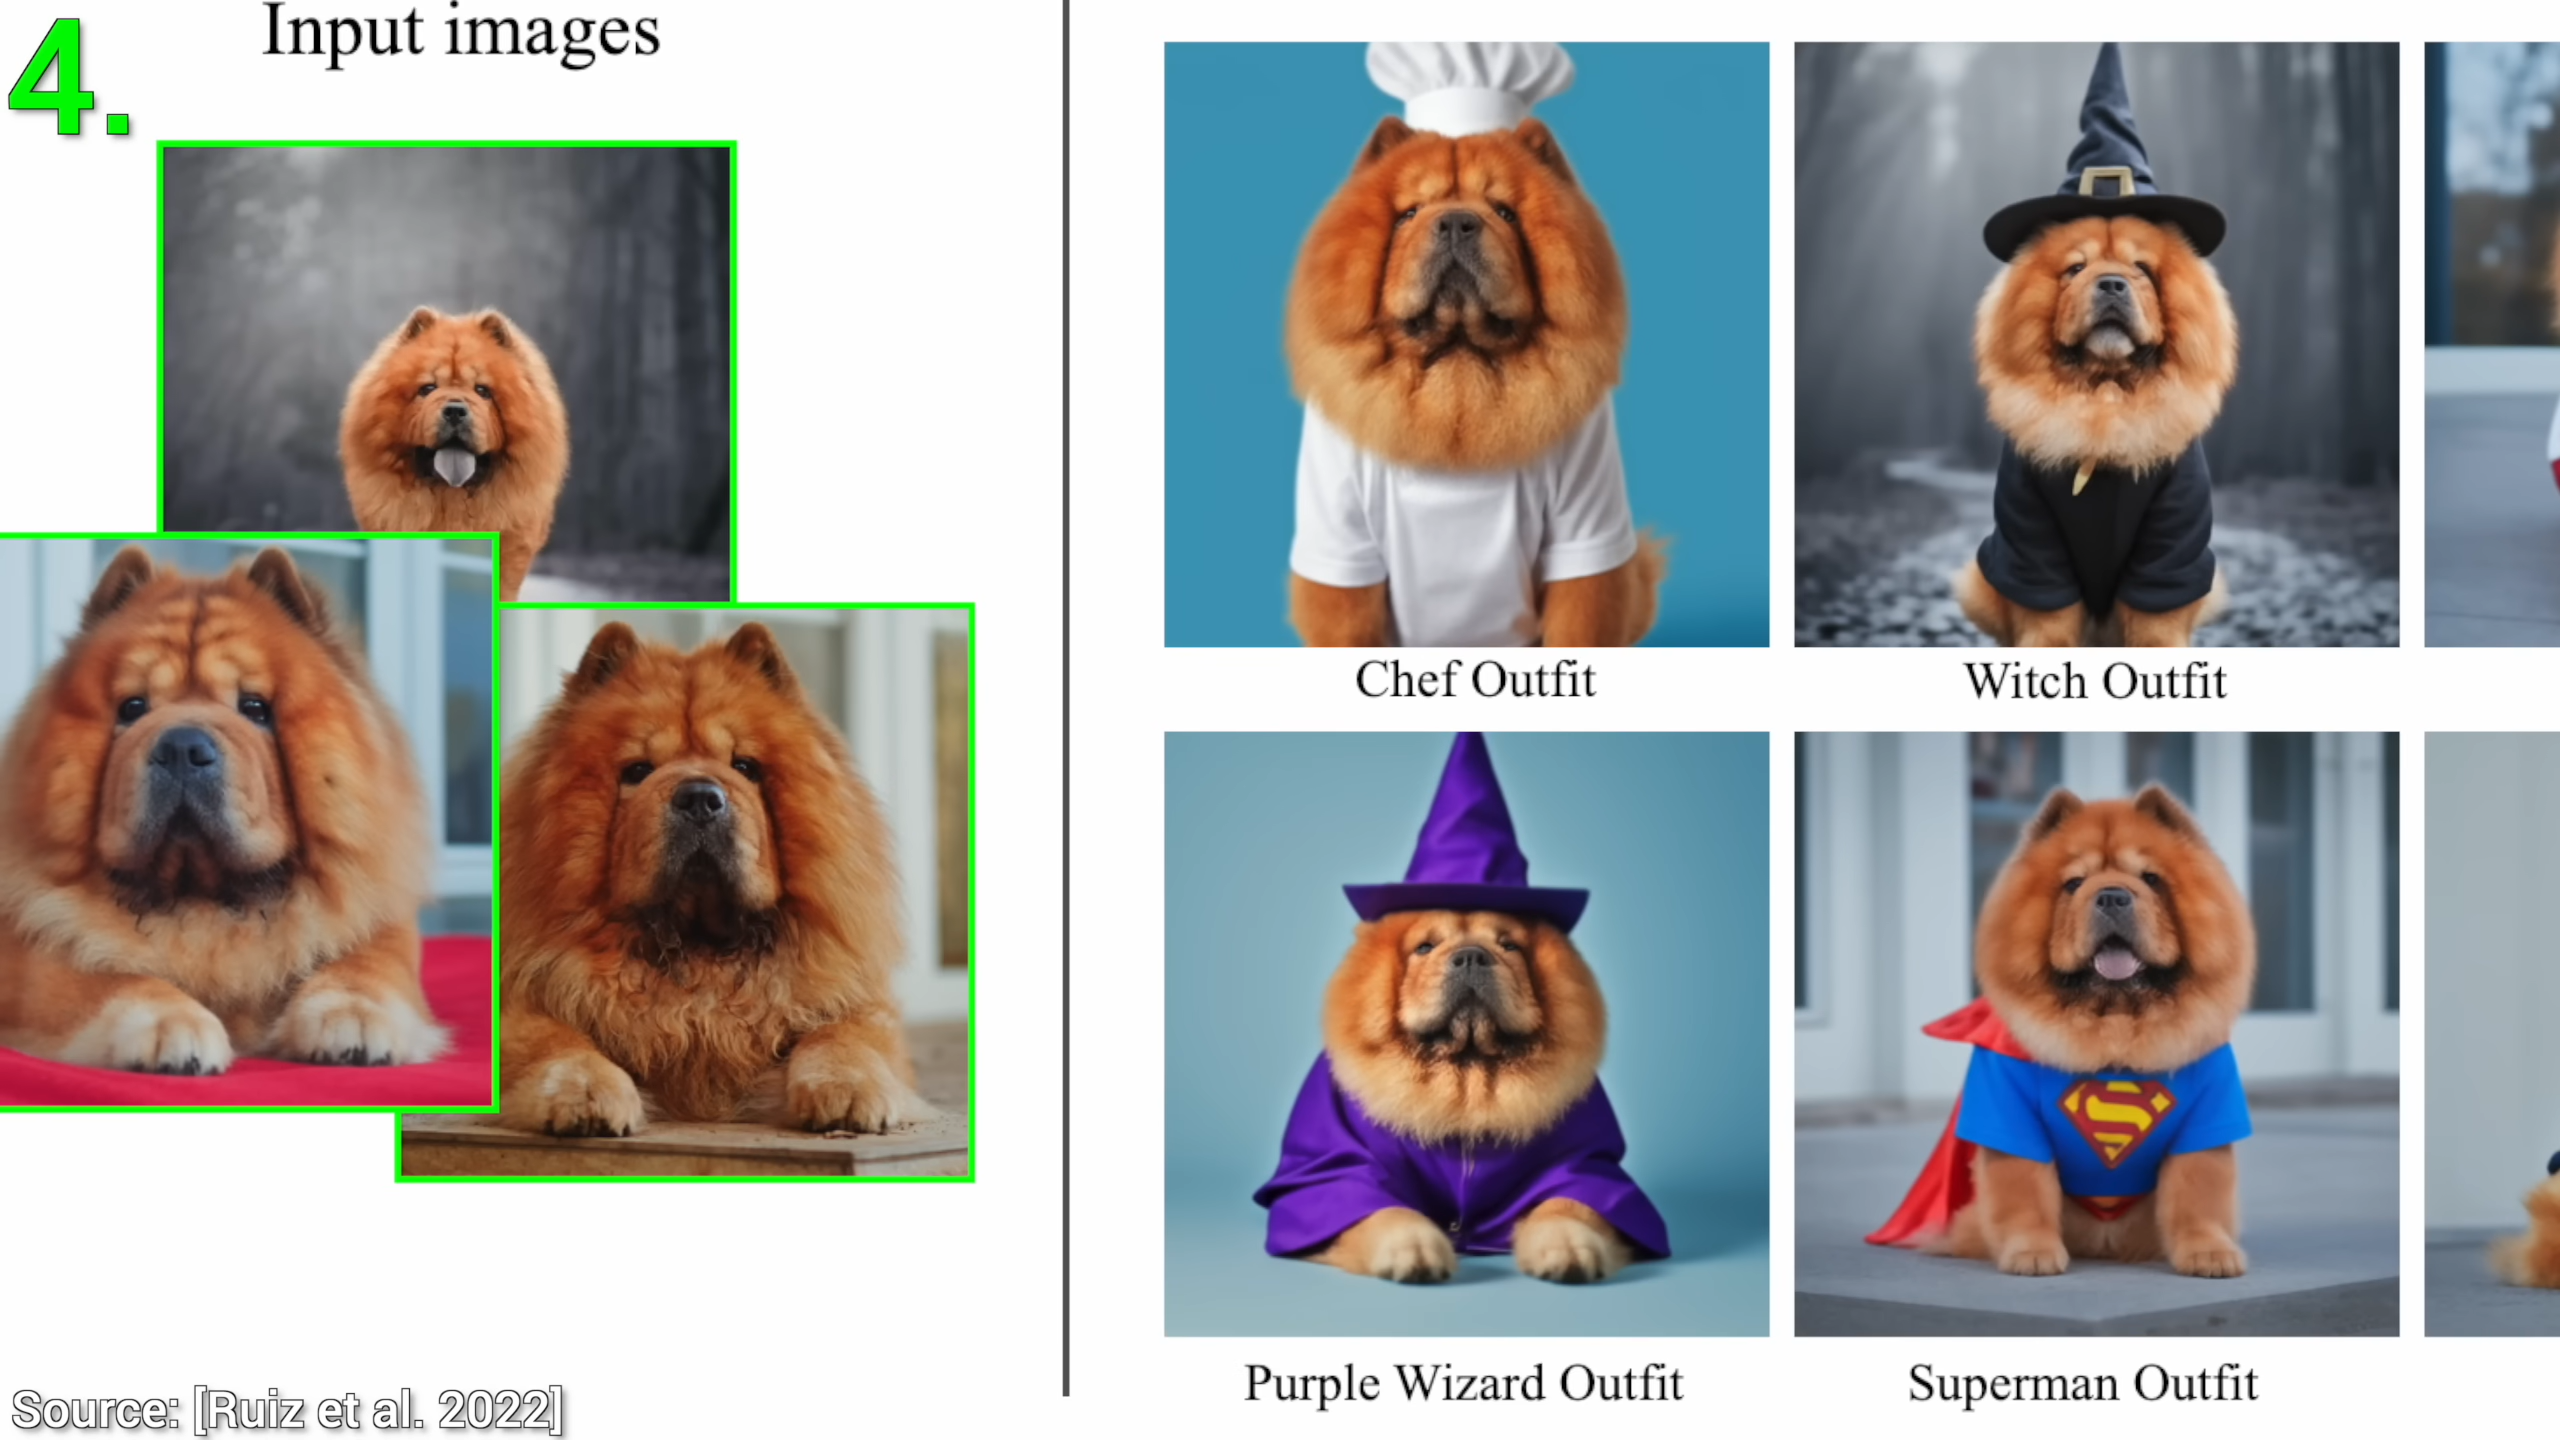 4.
Input images
Chef Outfit
Witch Outfit
Purple Wizard Outfit
Superman Outfit
Source: [Ruiz et al. 2022]